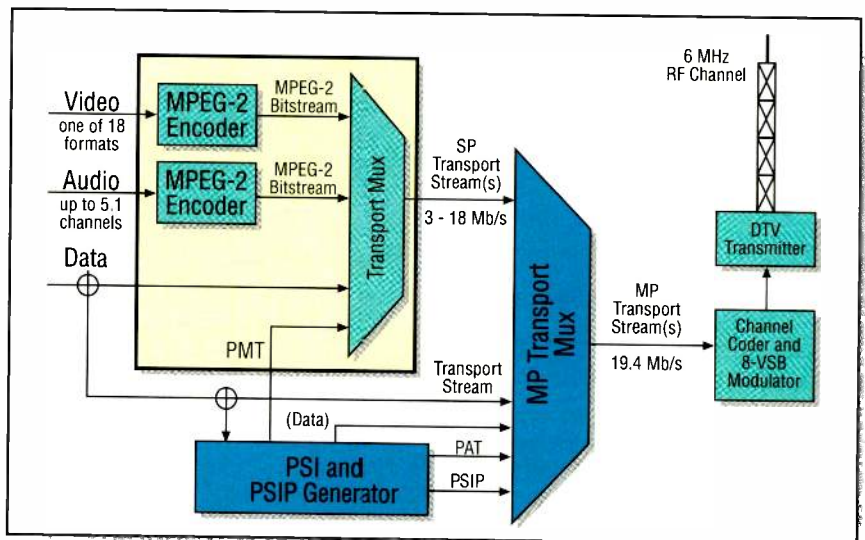 6 MHz
RF Channel
Video
one of 18
formats
MPEG-2
Encoder
MPEG-2
Bitstream
Audio
up to 5.1
channels
MPEG-2
Encoder
MPEG-2
Bitstream
Transport Mux
SP
Transport
Stream(s)
3 - 18 Mb/s
Data
PMT
Transport
Stream
(Data)
PAT
PSIP
PSI and
PSIP Generator
MP Transport
Mux
MP
Transport
Stream(s)
19.4 Mb/s
DTV
Transmitter
Channel
Coder and
8-VSB
Modulator